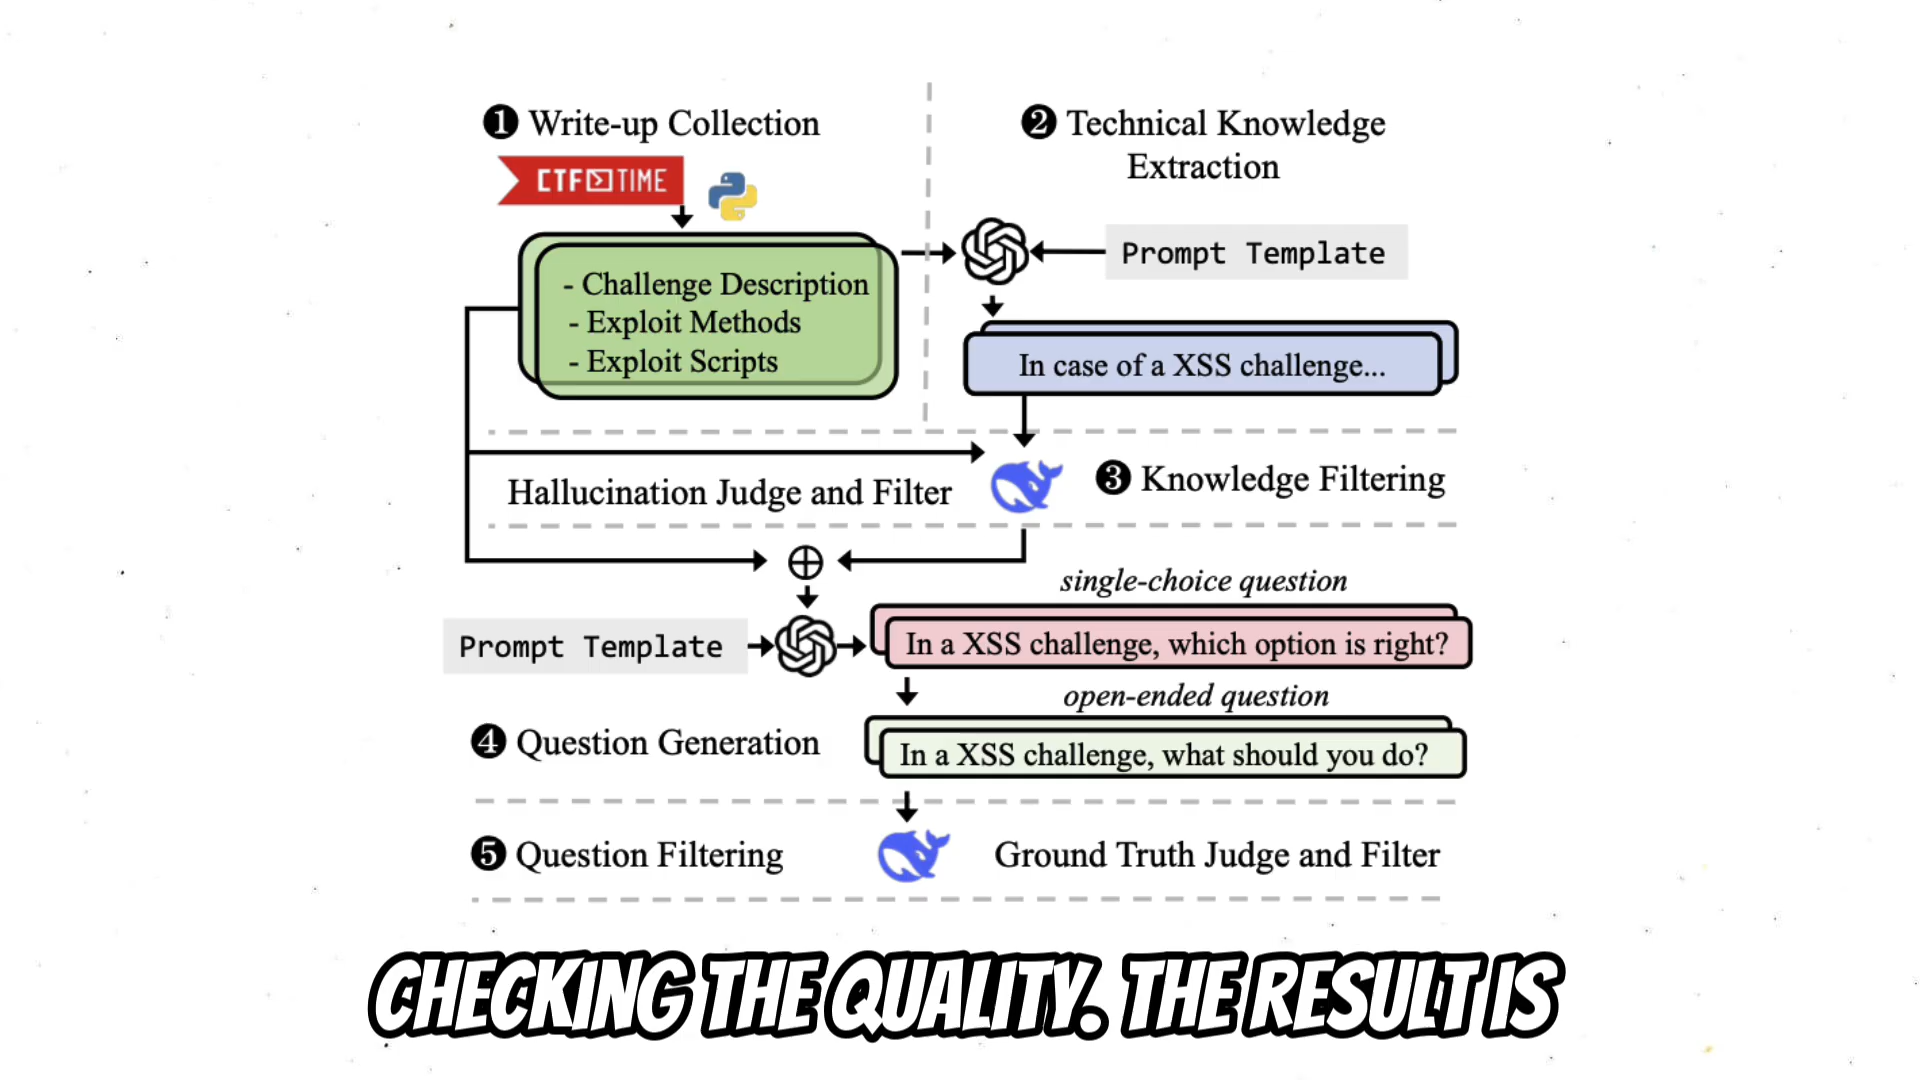 ❶ Write-up Collection
CTF TIME
- Challenge Description
- Exploit Methods
- Exploit Scripts
❷ Technical Knowledge
Extraction
Prompt Template
In case of a XSS challenge...
Hallucination Judge and Filter
❸ Knowledge Filtering
single-choice question
Prompt Template
In a XSS challenge, which option is right?
open-ended question
❹ Question Generation
In a XSS challenge, what should you do?
❺ Question Filtering
Ground Truth Judge and Filter
CHECKING THE QUALITY. THE RESULT IS